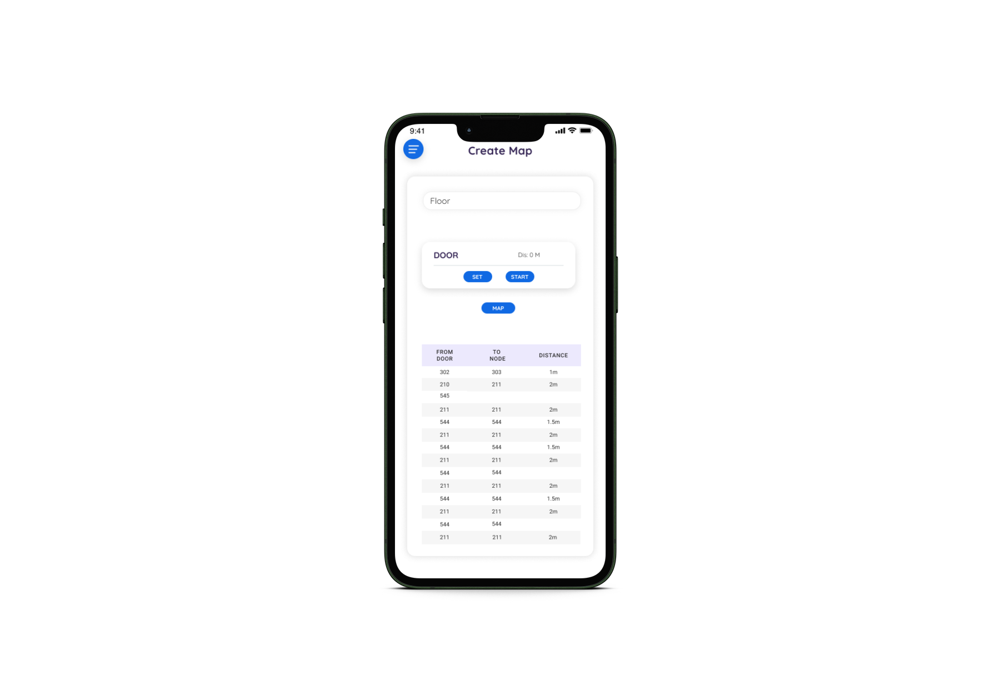 9:41
Create Map
Floor
DOOR Dis: 0 M
SET START
MAP
FROM DOOR TO NODE DISTANCE
302 303 1m
210 211 2m
545
211 211 2m
544 544 1.5m
211 211 2m
544 544 1.5m
211 211 2m
544 544
211 211 2m
544 544 1.5m
211 211 2m
544 544
211 211 2m